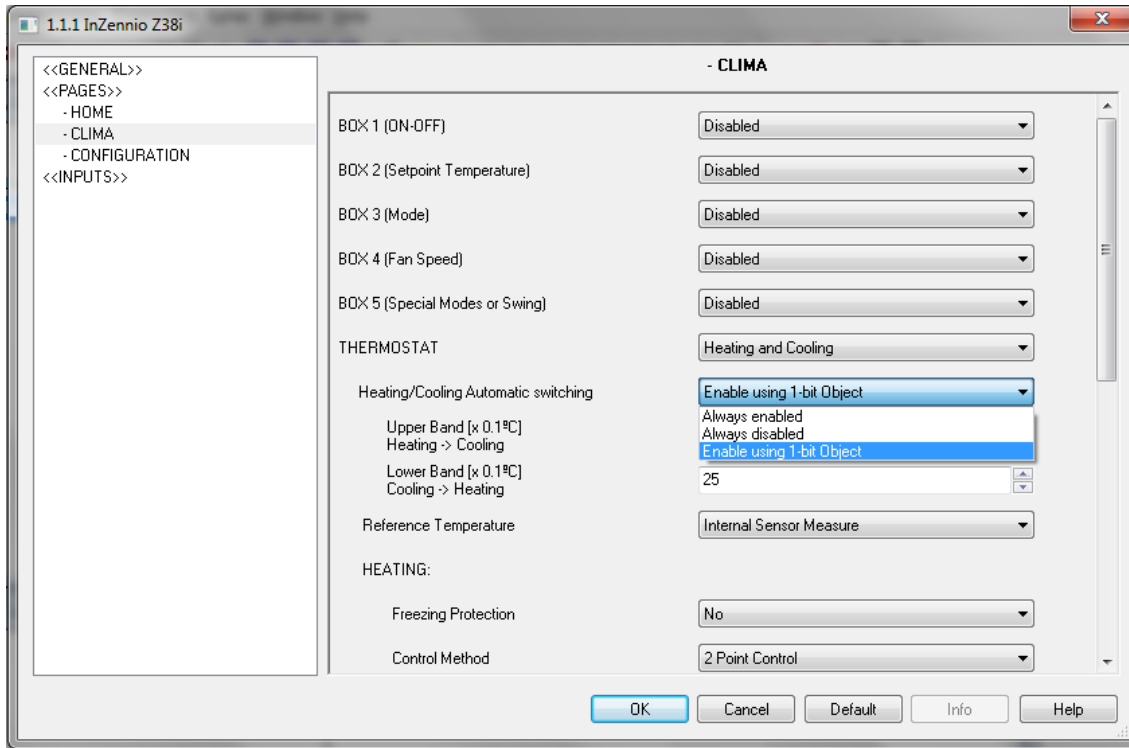 1.1.1 InZennio Z38i
<<GENERAL>>
<<PAGES>>
- HOME
- CLIMA
- CONFIGURATION
<<INPUTS>>
- CLIMA
BOX 1 (ON-OFF) Disabled
BOX 2 (Setpoint Temperature) Disabled
BOX 3 (Mode) Disabled
BOX 4 (Fan Speed) Disabled
BOX 5 (Special Modes or Swing) Disabled
THERMOSTAT Heating and Cooling
Heating/Cooling Automatic switching Enable using 1-bit Object
Always enabled
Always disabled
Enable using 1-bit Object
Upper Band [x 0.1ºC]
Heating -> Cooling
Lower Band [x 0.1ºC]
Cooling -> Heating
25
Reference Temperature Internal Sensor Measure
HEATING:
Freezing Protection No
Control Method 2 Point Control
OK Cancel Default Info Help